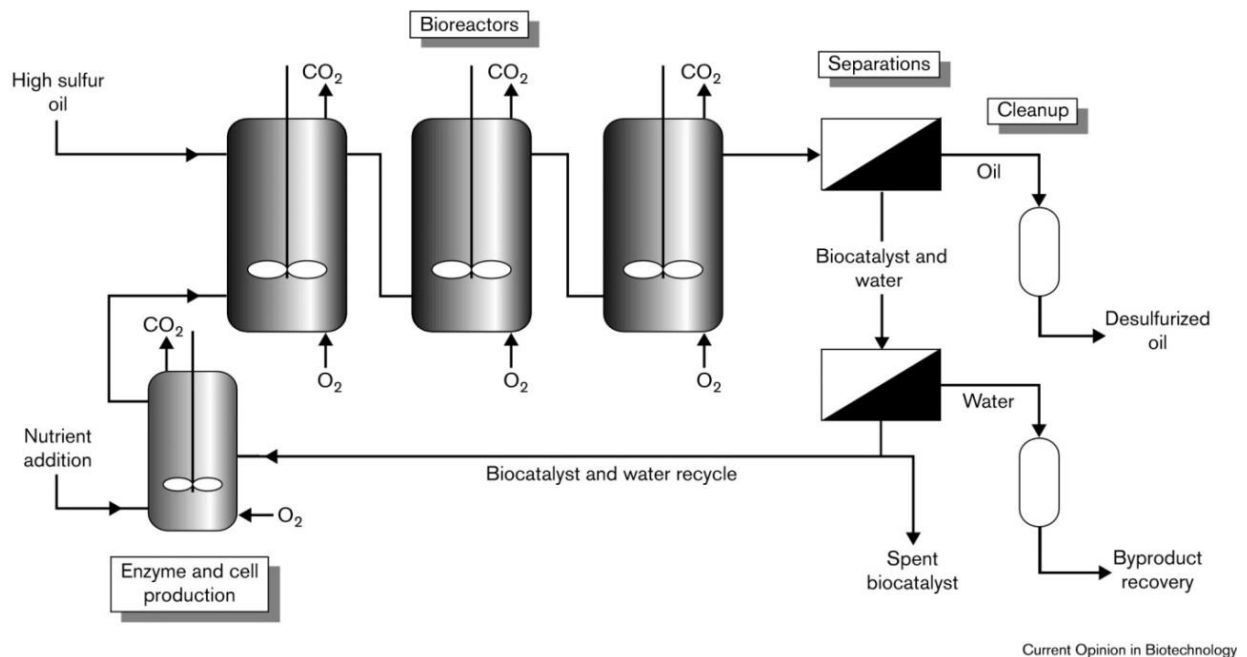 Bioreactors
High sulfur
oil
CO2
CO2
CO2
Separations
Cleanup
Oil
Biocatalyst and
water
Desulfurized
oil
O2
O2
O2
CO2
Nutrient
addition
O2
Enzyme and cell
production
Biocatalyst and water recycle
Water
Spent
biocatalyst
Byproduct
recovery
Current Opinion in Biotechnology